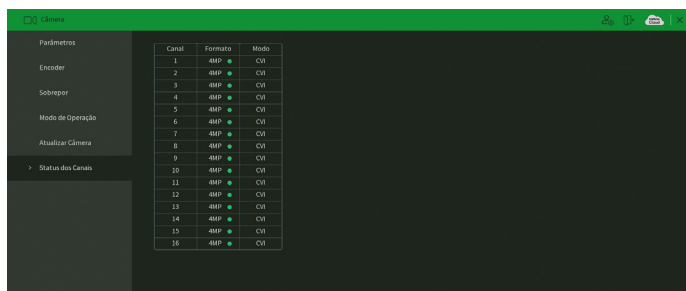 Câmera
Parâmetros
Encoder
Sobrepor
Modo de Operação
Atualizar Câmera
> Status dos Canais
Canal Formato Modo
1 4MP CVI
2 4MP CVI
3 4MP CVI
4 4MP CVI
5 4MP CVI
6 4MP CVI
7 4MP CVI
8 4MP CVI
9 4MP CVI
10 4MP CVI
11 4MP CVI
12 4MP CVI
13 4MP CVI
14 4MP CVI
15 4MP CVI
16 4MP CVI